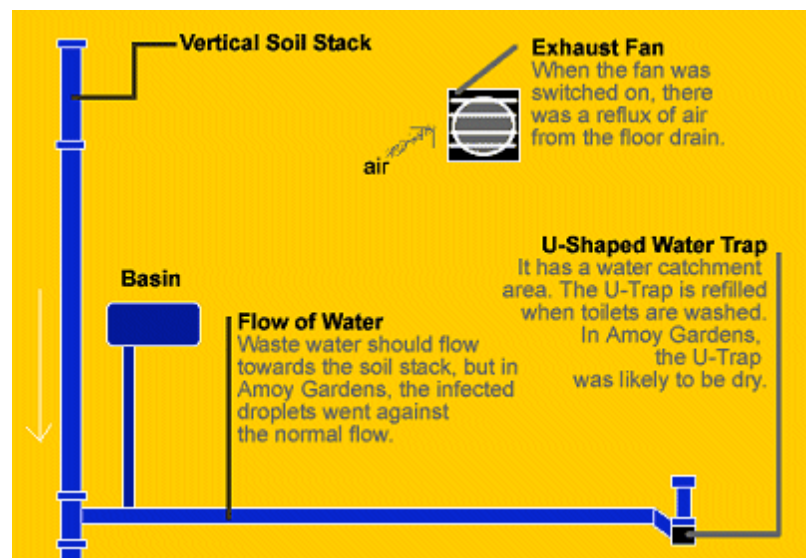 Vertical Soil Stack
Exhaust Fan
When the fan was
switched on, there
was a reflux of air
from the floor drain.
air
U-Shaped Water Trap
It has a water catchment
area. The U-Trap is refilled
when toilets are washed.
In Amoy Gardens,
the U-Trap
was likely to be dry.
Basin
Flow of Water
Waste water should flow
towards the soil stack, but in
Amoy Gardens, the infected
droplets went against
the normal flow.